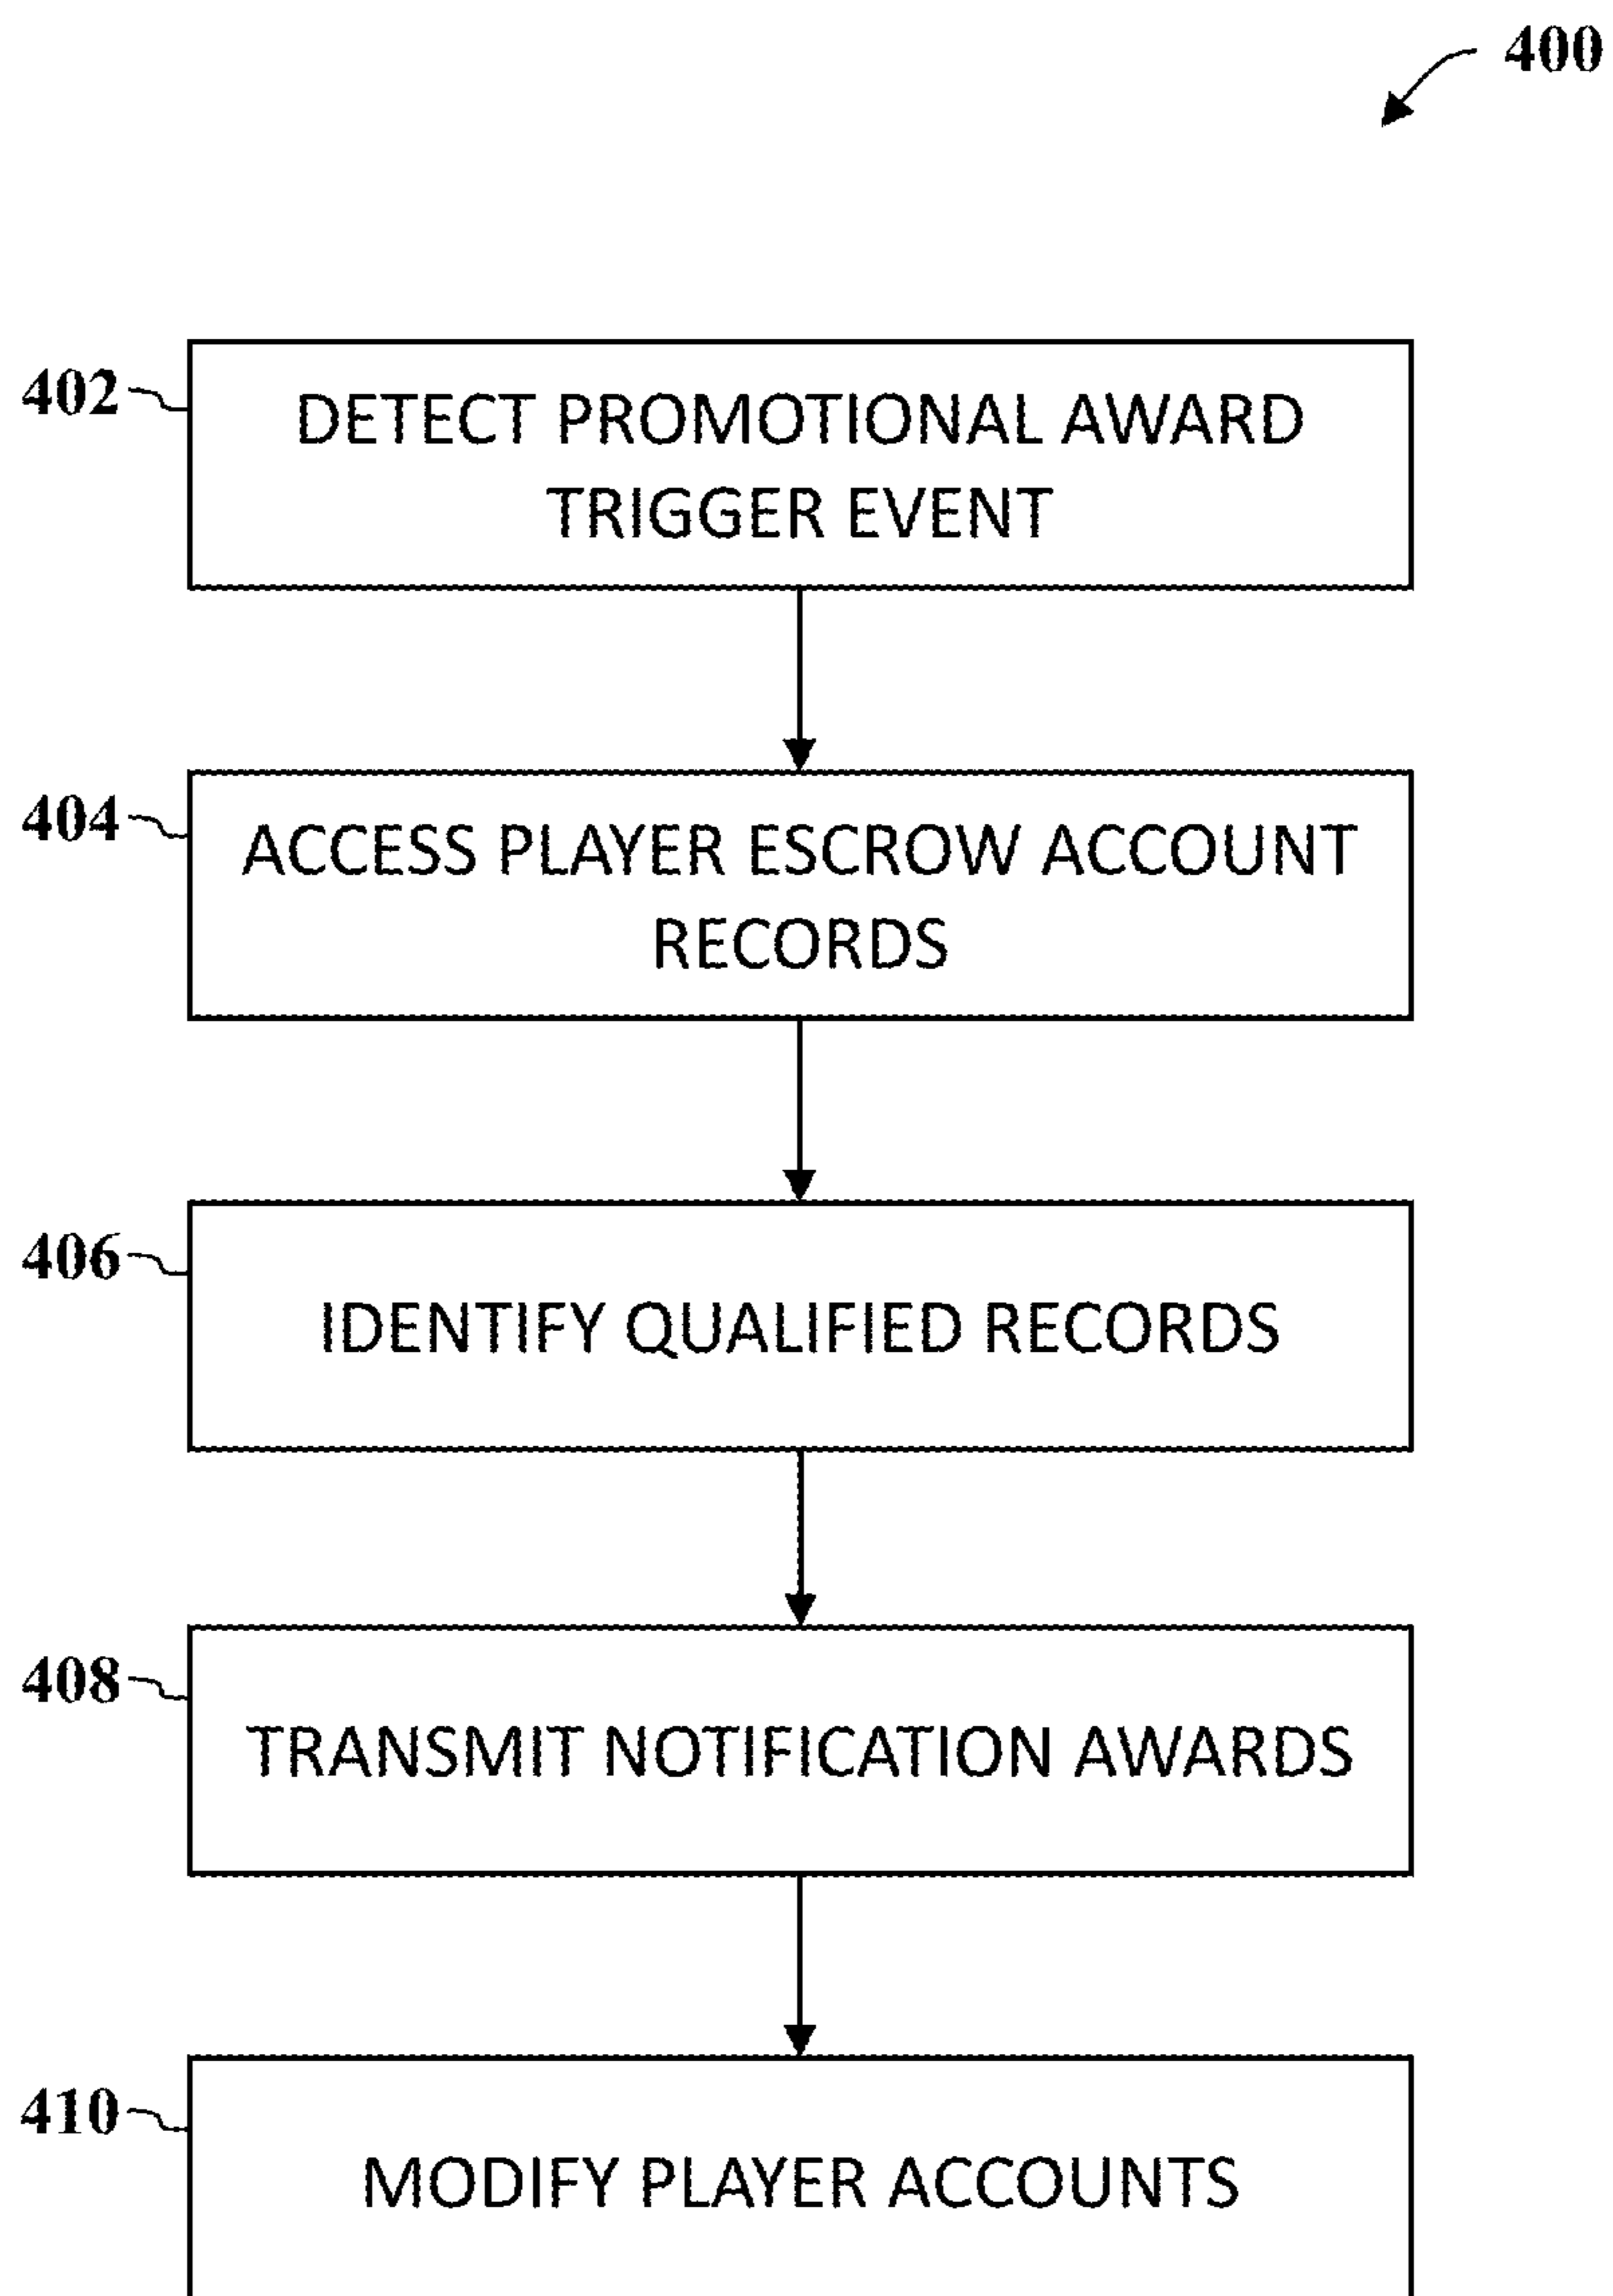 400
402
DETECT PROMOTIONAL AWARD
TRIGGER EVENT
404
ACCESS PLAYER ESCROW ACCOUNT
RECORDS
406
IDENTIFY QUALIFIED RECORDS
408
TRANSMIT NOTIFICATION AWARDS
410
MODIFY PLAYER ACCOUNTS